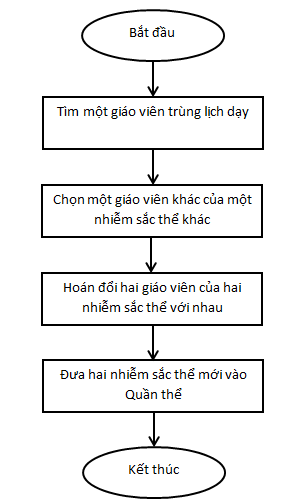 Bắt đầu
Tìm một giáo viên trùng lịch dạy
Chọn một giáo viên khác của một
nhiễm sắc thể khác
Hoán đổi hai giáo viên của hai
nhiễm sắc thể với nhau
Đưa hai nhiễm sắc thể mới vào
Quần thể
Kết thúc